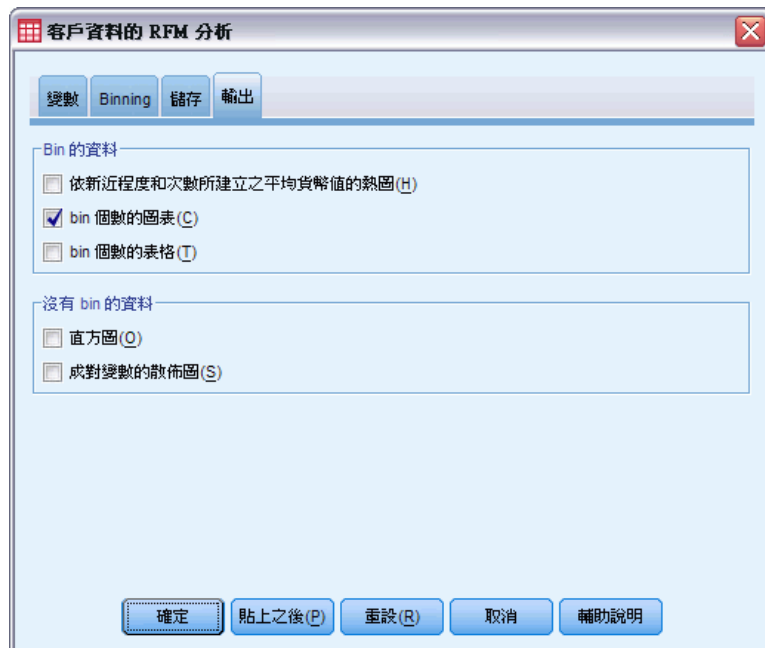 客戶資料的 RFM 分析
變數 Binning 儲存 輸出
Bin 的資料
依新近程度和次數所建立之平均貨幣值的熱圖(H)
bin 個數的圖表(C)
bin 個數的表格(T)
沒有 bin 的資料
直方圖(O)
成對變數的散佈圖(S)
確定 貼上之後(P) 重設(R) 取消 輔助說明